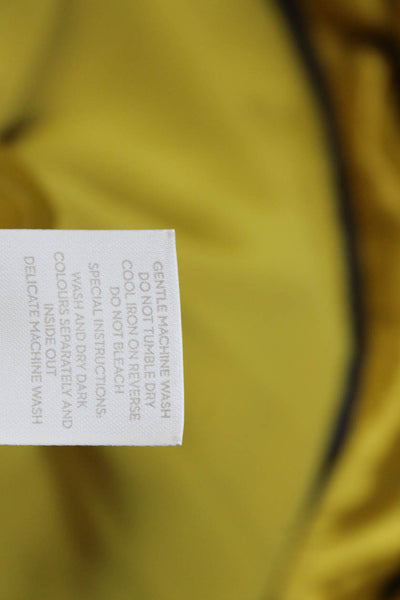 GENTLE MACHINE WASH
DO NOT TUMBLE DRY
COOL IRON ON REVERSE
DO NOT BLEACH
SPECIAL INSTRUCTIONS:
WASH AND DRY DARK
COLOURS SEPARATELY AND
INSIDE OUT
DELICATE MACHINE WASH